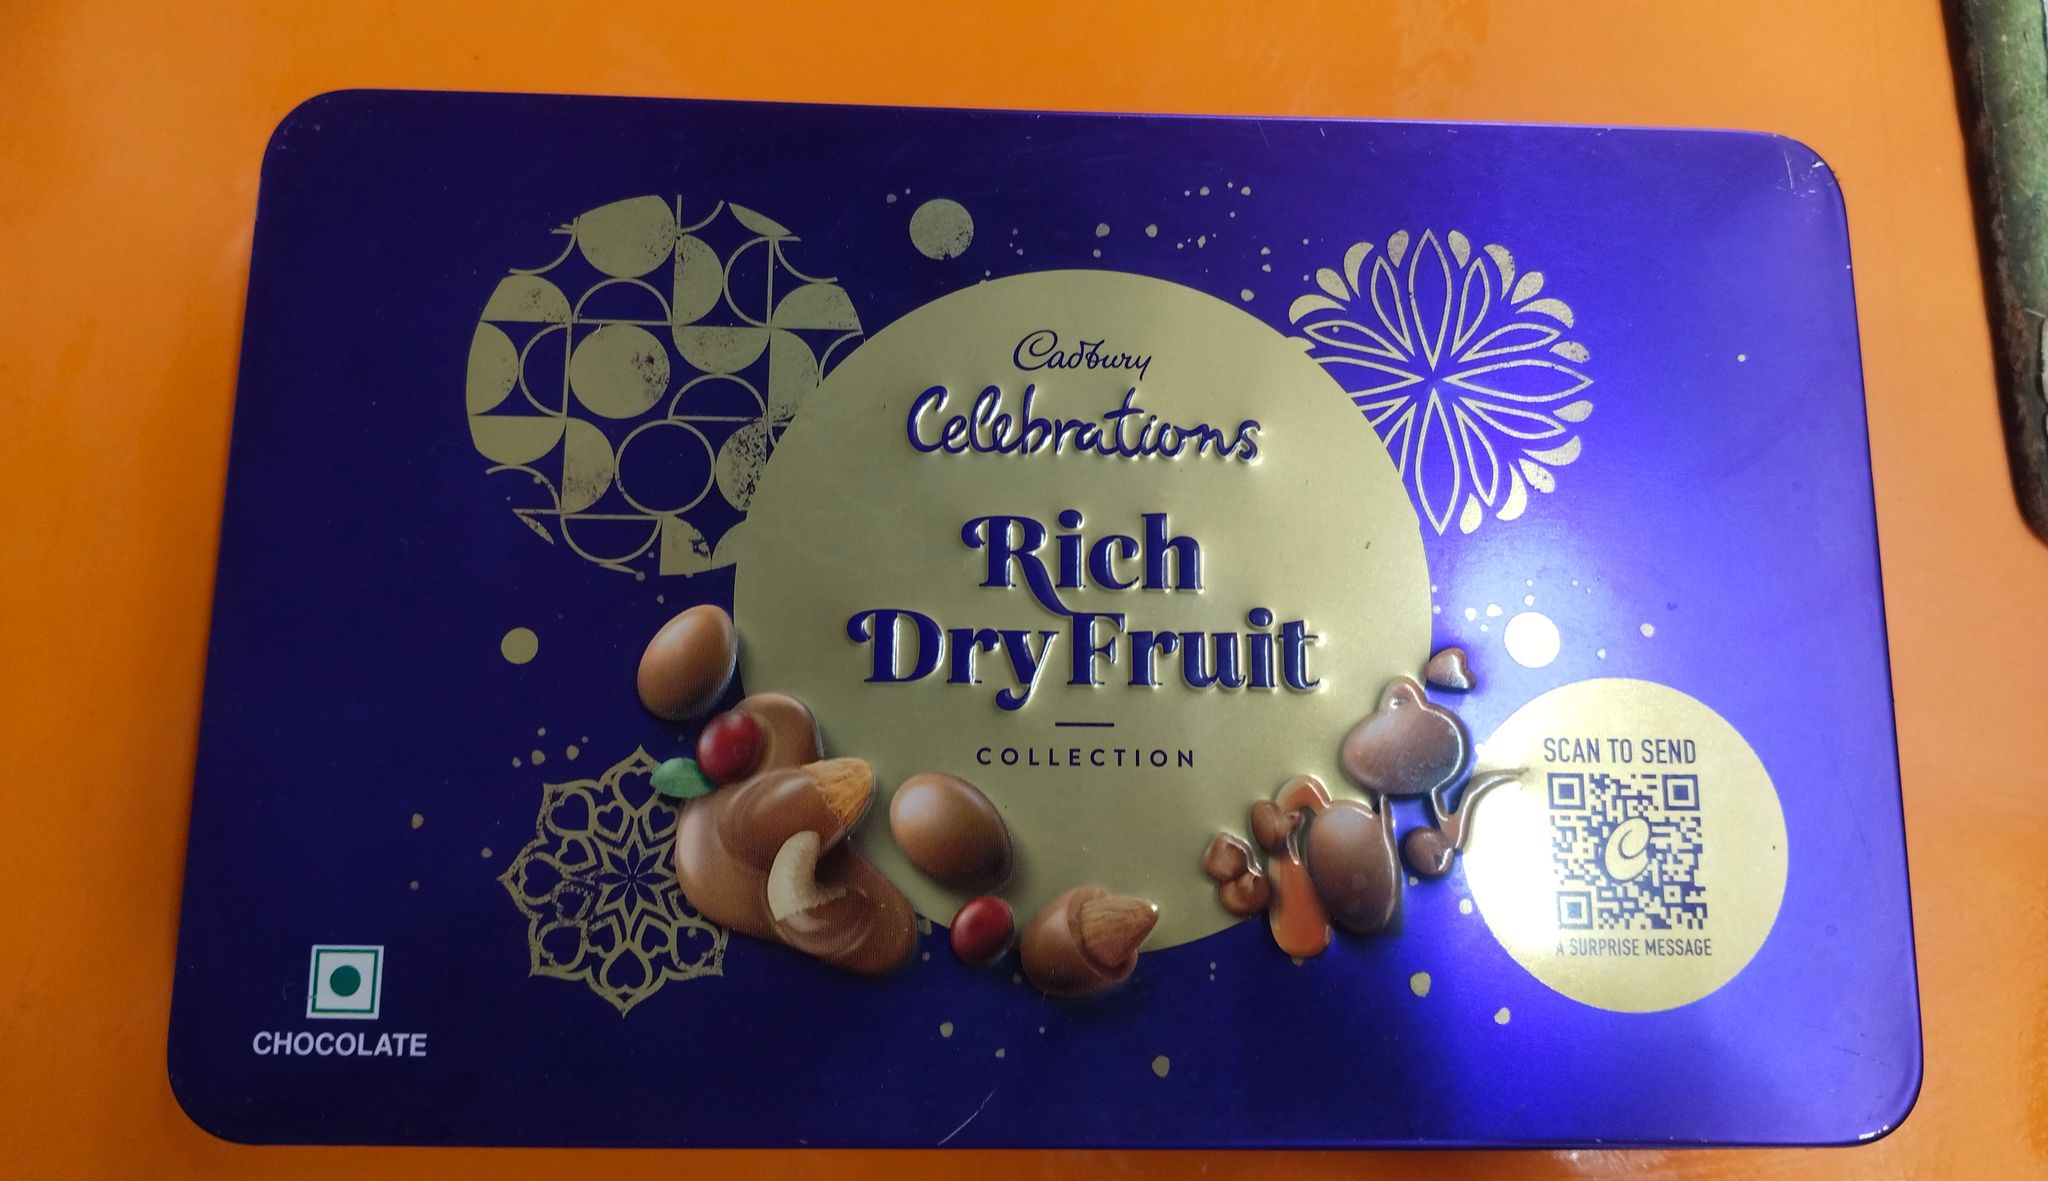 Cadbury
Celebrations
Rich
Dry Fruit
COLLECTION
SCAN TO SEND
A SURPRISE MESSAGE
CHOCOLATE